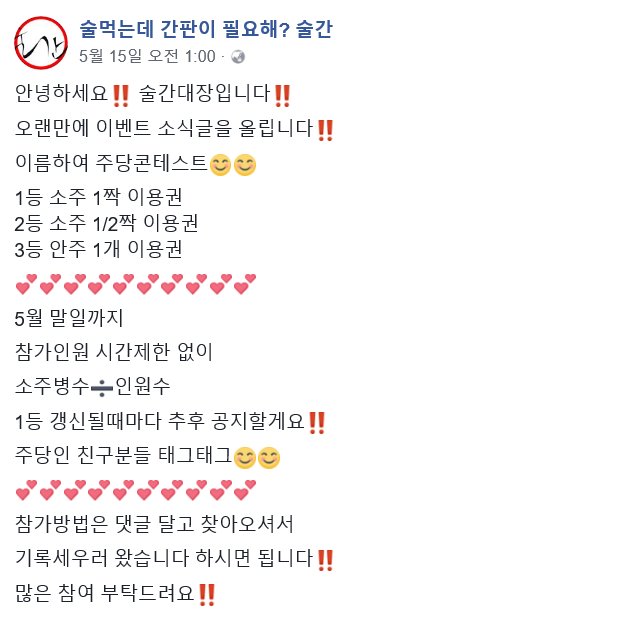 술먹는데 간판이 필요해? 술간
5월 15일 오전 1:00 ·
안녕하세요‼ 술간대장입니다‼
오랜만에 이벤트 소식글을 올립니다‼
이름하여 주당콘테스트😊😊
1등 소주 1짝 이용권
2등 소주 1/2짝 이용권
3등 안주 1개 이용권
💕💕💕💕💕💕💕💕💕💕
5월 말일까지
참가인원 시간제한 없이
소주병수➗인원수
1등 갱신될때마다 추후 공지할게요‼
주당인 친구분들 태그태그😊😊
💕💕💕💕💕💕💕💕💕💕
참가방법은 댓글 달고 찾아오셔서
기록세우러 왔습니다 하시면 됩니다‼
많은 참여 부탁드려요‼